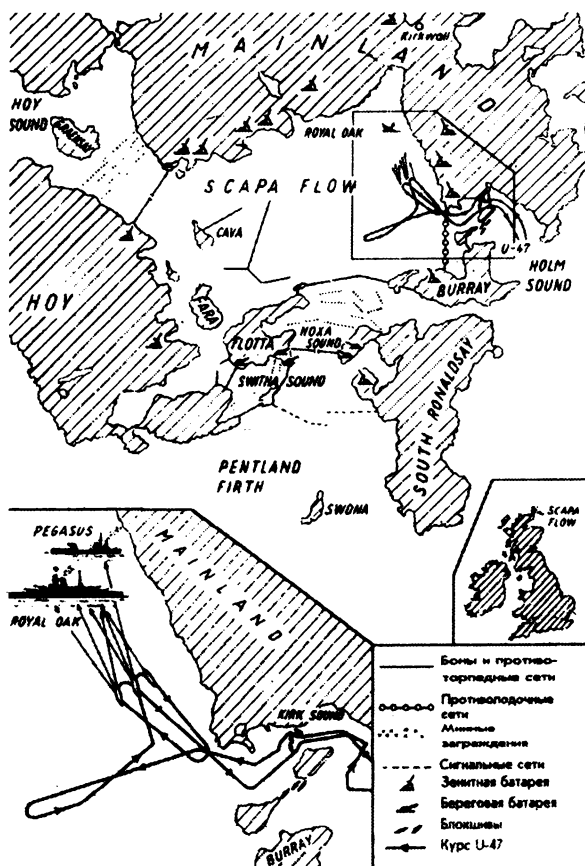 Kirkwall
MAINLAND
HOY
SOUND
GRAEMSAY
ROYAL OAK
SCAPA FLOW
CAVA
U-47
HOLM
SOUND
BURRAY
HOY
FARA
FLOTTA
HOXA
SOUND
SWITHA SOUND
SOUTH RONALDSAY
PENTLAND
FIRTH
SWONA
SCAPA
FLOW
PEGASUS
MAINLAND
ROYAL OAK
KIRK SOUND
BURRAY
Боны и противо-
торпедные сети
Противолодочные
сети
Минные
заграждения
Сигнальные сети
Зенитная батарея
Береговая батарея
Блокшивы
Курс U-47